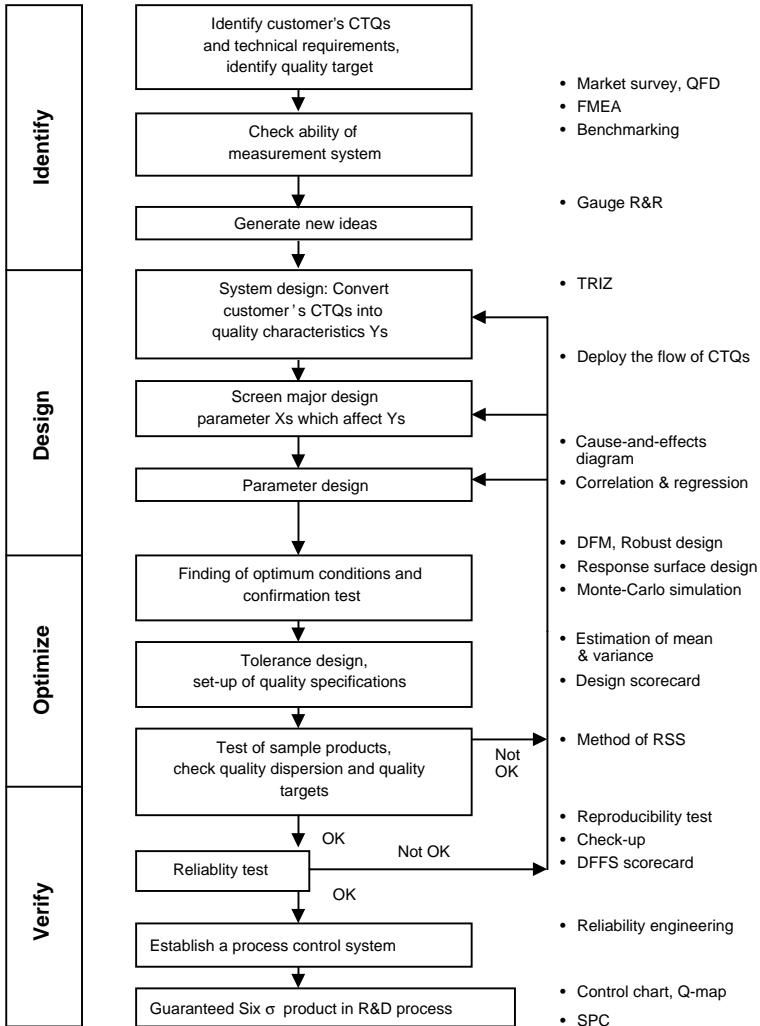 Identify
Identify customer's CTQs
and technical requirements,
identify quality target
Check ability of
measurement system
Generate new ideas
• Market survey, QFD
• FMEA
• Benchmarking
• Gauge R&R
Design
System design: Convert
customer's CTQs into
quality characteristics Ys
Screen major design
parameter Xs which affect Ys
Parameter design
• TRIZ
• Deploy the flow of CTQs
• Cause-and-effects
diagram
• Correlation & regression
Optimize
Finding of optimum conditions and
confirmation test
Tolerance design,
set-up of quality specifications
Test of sample products,
check quality dispersion and quality
targets
Not
OK
• DFM, Robust design
• Response surface design
• Monte-Carlo simulation
• Estimation of mean
& variance
• Design scorecard
• Method of RSS
Verify
OK
Reliablity test
Not OK
OK
Establish a process control system
Guaranteed Six σ product in R&D process
• Reproducibility test
• Check-up
• DFFS scorecard
• Reliability engineering
• Control chart, Q-map
• SPC